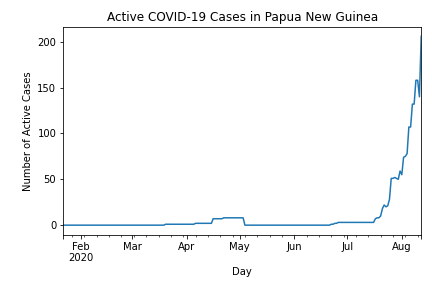 Active COVID-19 Cases in Papua New Guinea
Number of Active Cases
200
150
100
50
0
Feb Mar Apr May Jun Jul Aug
2020
Day